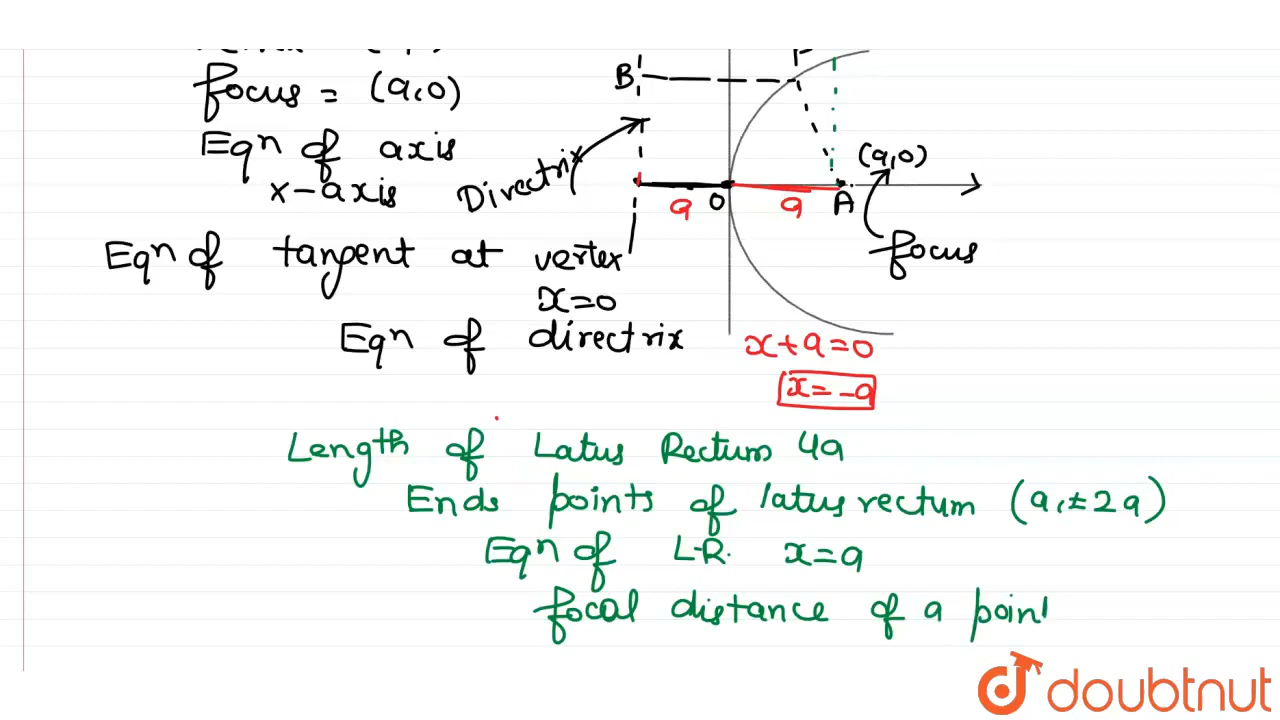 focus = (a,0)
B
Eqn of axis
x-axis
Directrix
(a,0)
a
O
a
A
focus
Eqn of tangent at vertex
x=0
Eqn of directrix
x+a=0
x=-a
Length of Latus Rectum 4a
Ends points of latus rectum (a,±2a)
Eqn of L.R. x=a
focal distance of a point
doubtnut